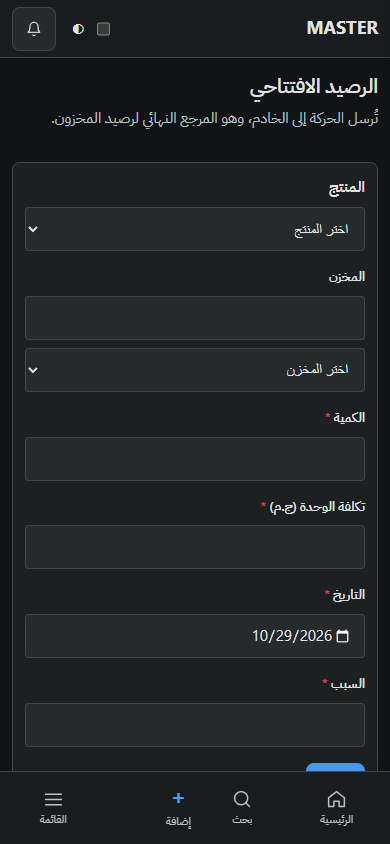 MASTER
الرصيد الافتتاحي
تُرسل الحركة إلى الخادم، وهو المرجع النهائي لرصيد المخزون.
المنتج
اختر المنتج
المخزن
اختر المخزن
الكمية *
تكلفة الوحدة (ج.م) *
التاريخ *
10/29/2026
السبب *
الرئيسية
بحث
إضافة
القائمة